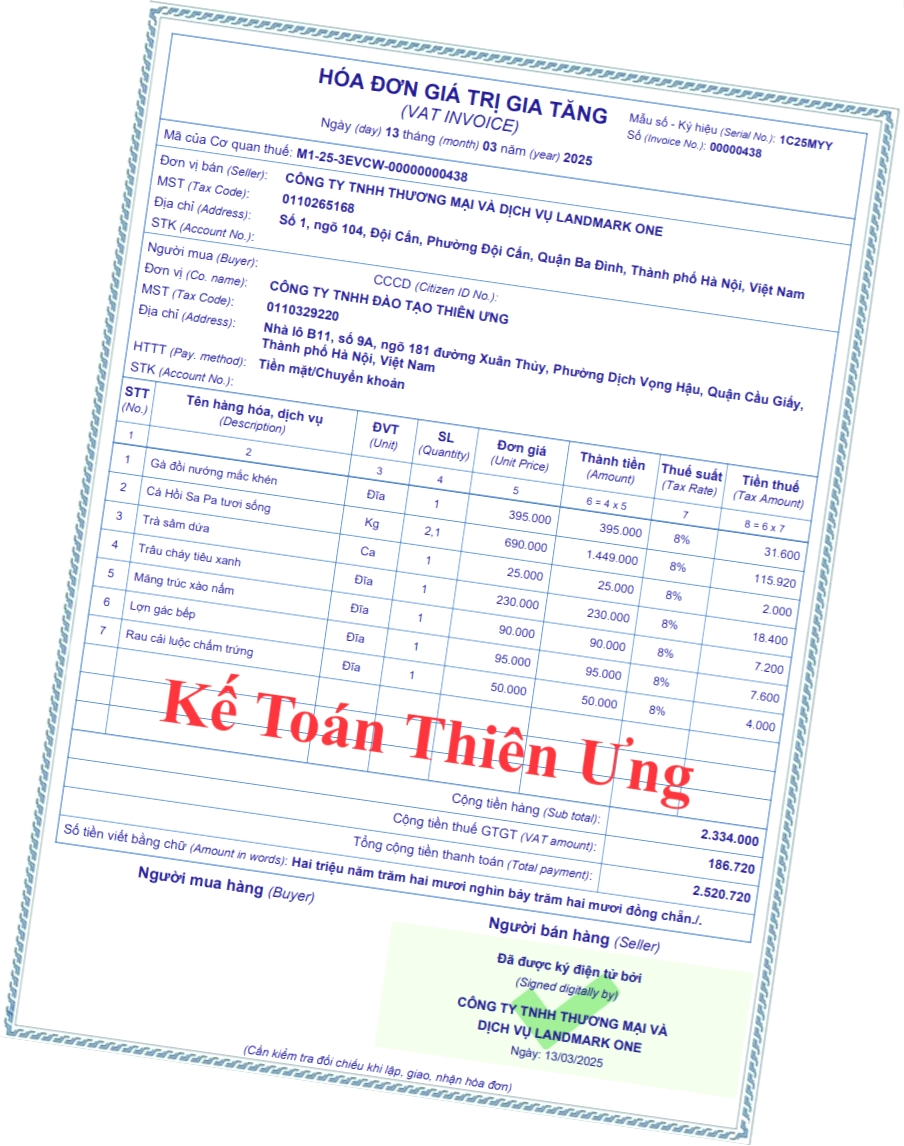 HÓA ĐƠN GIÁ TRỊ GIA TĂNG
(VAT INVOICE)
Ngày (day) 13 tháng (month) 03 năm (year) 2025
Mẫu số - Ký hiệu (Serial No.): 1C25MYY
Số (Invoice No.): 00000438
Mã của Cơ quan thuế: M1-25-3EVCW-00000000438
Đơn vị bán (Seller): CÔNG TY TNHH THƯƠNG MẠI VÀ DỊCH VỤ LANDMARK ONE
MST (Tax Code): 0110265168
Địa chỉ (Address): Số 1, ngõ 104, Đội Cấn, Phường Đội Cấn, Quận Ba Đình, Thành phố Hà Nội, Việt Nam
STK (Account No.):
Người mua (Buyer): CCCD (Citizen ID No.):
Đơn vị (Co. name): CÔNG TY TNHH ĐÀO TẠO THIÊN ƯNG
MST (Tax Code): 0110329220
Địa chỉ (Address): Nhà lô B11, số 9A, ngõ 181 đường Xuân Thủy, Phường Dịch Vọng Hậu, Quận Cầu Giấy,
Thành phố Hà Nội, Việt Nam
HTTT (Pay. method): Tiền mặt/Chuyển khoản
STK (Account No.):
STT Tên hàng hóa, dịch vụ ĐVT SL Đơn giá Thành tiền Thuế suất Tiền thuế
(No.) (Description) (Unit) (Quantity) (Unit Price) (Amount) (Tax Rate) (Tax Amount)
1 2 3 4 5 6 = 4 x 5 7 8 = 6 x 7
1 Gà đồi nướng mắc khén Đĩa 1 395.000 395.000 8% 31.600
2 Cá Hồi Sa Pa tươi sống Kg 2,1 690.000 1.449.000 8% 115.920
3 Trà sâm dứa Ca 1 25.000 25.000 8% 2.000
4 Trâu cháy tiêu xanh Đĩa 1 230.000 230.000 8% 18.400
5 Măng trúc xào nấm Đĩa 1 90.000 90.000 8% 7.200
6 Lợn gác bếp Đĩa 1 95.000 95.000 8% 7.600
7 Rau cải luộc chấm trứng Đĩa 1 50.000 50.000 8% 4.000
Kế Toán Thiên Ưng
Cộng tiền hàng (Sub total): 2.334.000
Cộng tiền thuế GTGT (VAT amount): 186.720
Tổng cộng tiền thanh toán (Total payment): 2.520.720
Số tiền viết bằng chữ (Amount in words): Hai triệu năm trăm hai mươi nghìn bảy trăm hai mươi đồng chẵn./.
Người mua hàng (Buyer)
Người bán hàng (Seller)
Đã được ký điện tử bởi
(Signed digitally by)
CÔNG TY TNHH THƯƠNG MẠI VÀ
DỊCH VỤ LANDMARK ONE
Ngày: 13/03/2025
(Cần kiểm tra đối chiếu khi lập, giao, nhận hóa đơn)